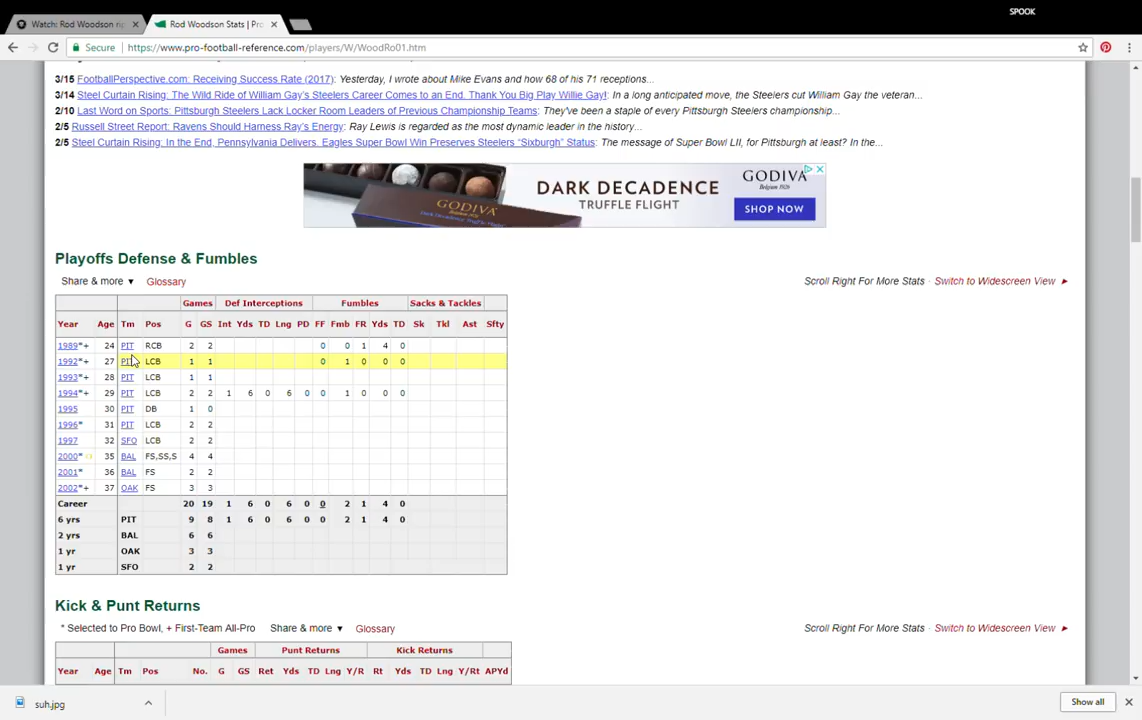 SPOOK
Watch: Rod Woodson rig × Rod Woodson Stats | Pro ×
Secure | https://www.pro-football-reference.com/players/W/WoodRo01.htm
3/15 FootballPerspective.com: Receiving Success Rate (2017): Yesterday, I wrote about Mike Evans and how 68 of his 71 receptions...
3/14 Steel Curtain Rising: The Wild Ride of William Gay's Steelers Career Comes to an End. Thank You Big Play Willie Gay!: In a long anticipated move, the Steelers cut William Gay the veteran...
2/10 Last Word on Sports: Pittsburgh Steelers Lack Locker Room Leaders of Previous Championship Teams: They've been a staple every Pittsburgh Steelers championship...
2/5 Russell Street Report: Ravens Should Harness Ray's Energy: Ray Lewis is regarded as the most dynamic leader in the history...
2/5 Steel Curtain Rising: In the End, Pennsylvania Delivers. Eagles Super Bowl Win Preserves Steelers "Sixburgh" Status: The message of Super Bowl LII, for Pittsburgh at least? In the...
GODIVA
DARK DECADENCE
TRUFFLE FLIGHT
GODIVA
Belgium 1926
SHOP NOW
Playoffs Defense & Fumbles
Share & more ▼ Glossary Scroll Right For More Stats · Switch to Widescreen View ►
Games Def Interceptions Fumbles Sacks & Tackles
Year Age Tm Pos G GS Int Yds TD Lng PD FF Fmb FR Yds TD Sk Tkl Ast Sfty
1989*+ 24 PIT RCB 2 2 0 0 1 4 0
1992*+ 27 PIT LCB 1 1 0 1 0 0 0
1993*+ 28 PIT LCB 1 1
1994*+ 29 PIT LCB 2 2 1 6 0 6 0 0 1 0 0 0
1995 30 PIT DB 1 0
1996* 31 PIT LCB 2 2
1997 32 SFO LCB 2 2
2000* 35 BAL FS,SS,S 4 4
2001* 36 BAL FS 2 2
2002*+ 37 OAK FS 3 3
Career 20 19 1 6 0 6 0 0 2 1 4 0
6 yrs PIT 9 8 1 6 0 6 0 0 2 1 4 0
2 yrs BAL 6 6
1 yr OAK 3 3
1 yr SFO 2 2
Kick & Punt Returns
* Selected to Pro Bowl, + First-Team All-Pro Share & more ▼ Glossary Scroll Right For More Stats · Switch to Widescreen View ►
Games Punt Returns Kick Returns
Year Age Tm Pos No. G GS Ret Yds TD Lng Y/R Rt Yds TD Lng Y/Rt APYd
suh.jpg Show all